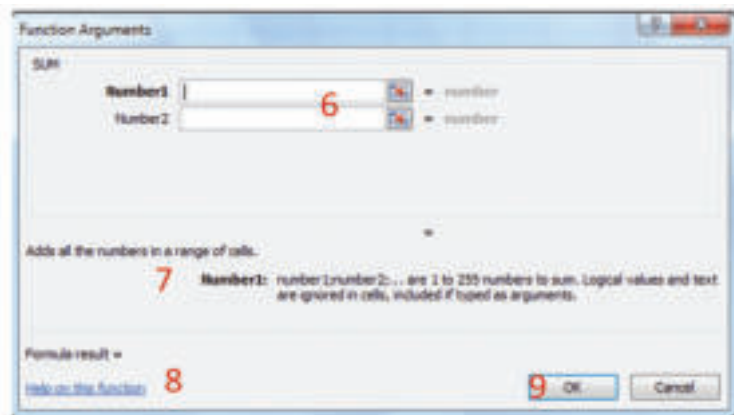 Function Arguments
SUM
Number1 6 = number
Number2 = number
=
Adds all the numbers in a range of cells.
7 Number1: number1;number2;... are 1 to 255 numbers to sum. Logical values and text
are ignored in cells, included if typed as arguments.
Formula result =
Help on this function 8 9 OK Cancel